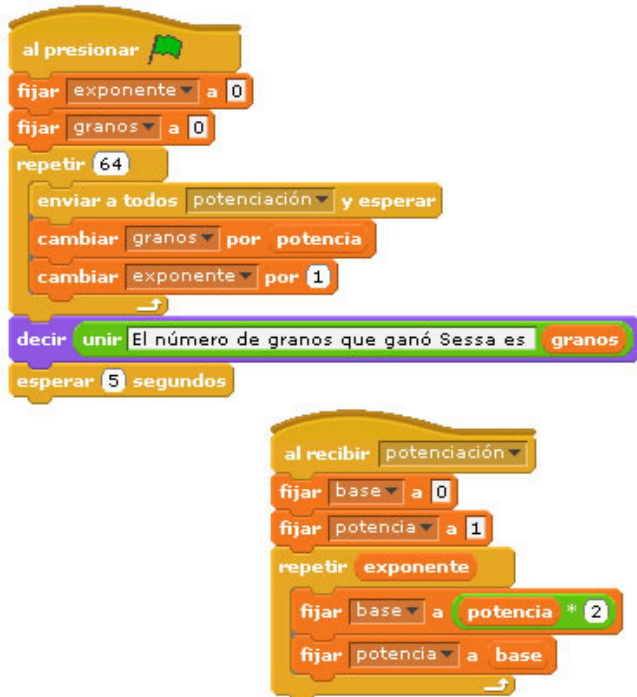 al presionar
fijar exponente a 0
fijar granos a 0
repetir 64
enviar a todos potenciación y esperar
cambiar granos por potencia
cambiar exponente por 1
decir unir El número de granos que ganó Sessa es granos
esperar 5 segundos
al recibir potenciación
fijar base a 0
fijar potencia a 1
repetir exponente
fijar base a potencia * 2
fijar potencia a base